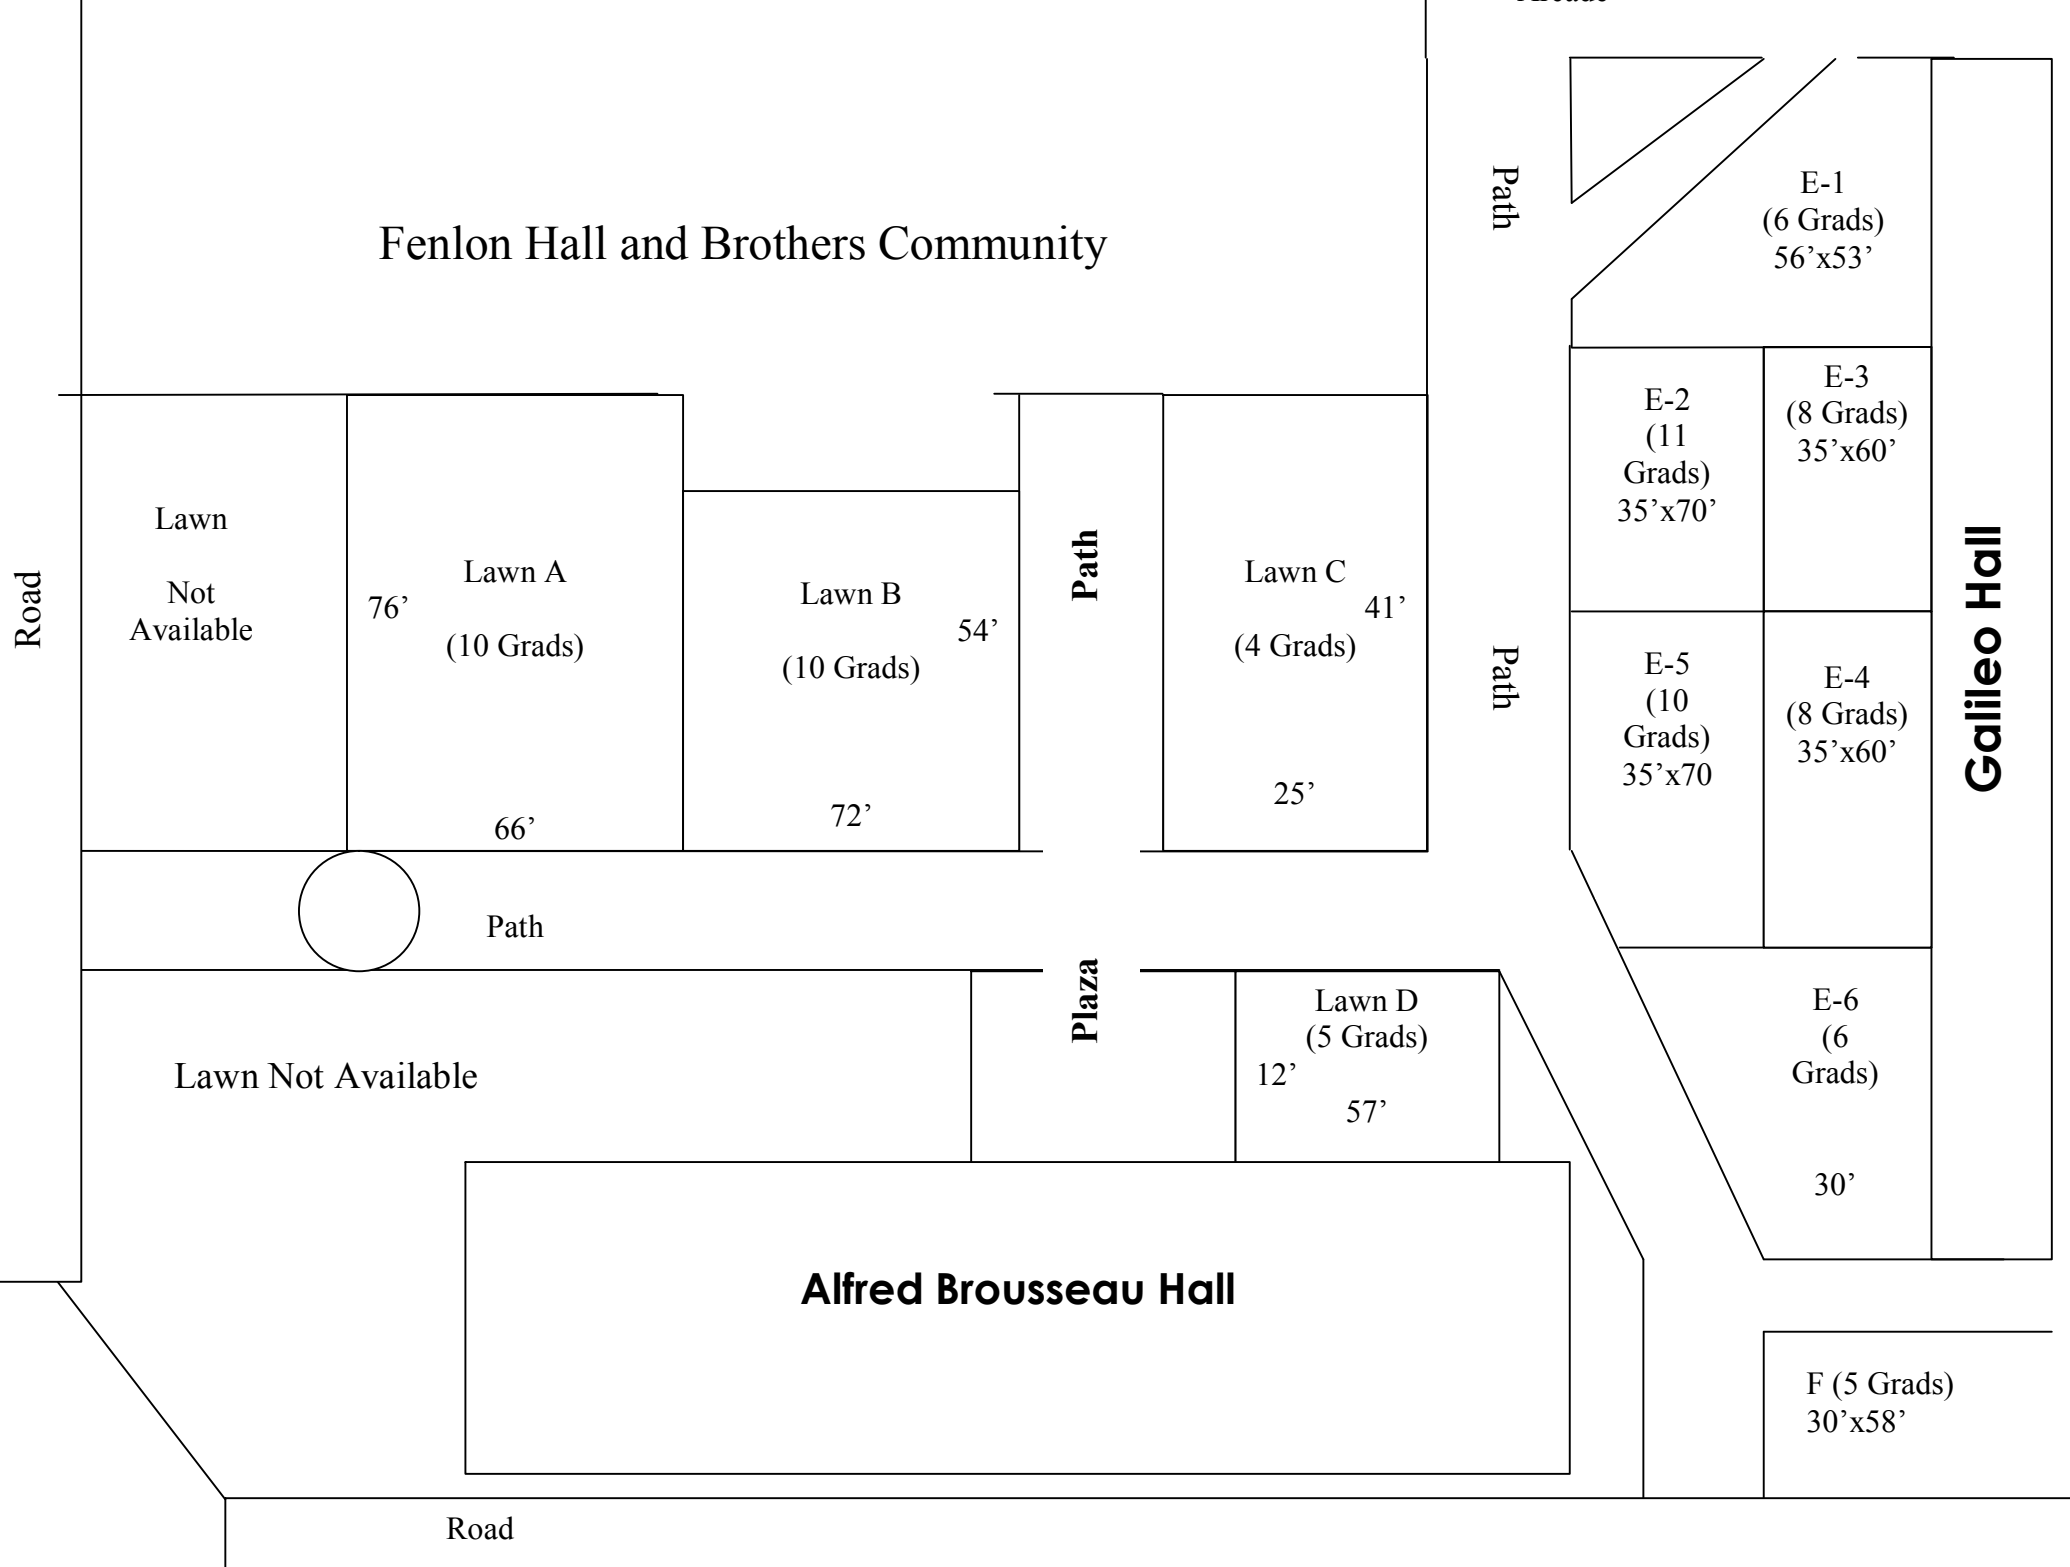 Path
E-1
(6 Grads)
56’x53’
Fenlon Hall and Brothers Community
E-2
(11
Grads)
35’x70’
E-3
(8 Grads)
35’x60’
Road
Lawn
Not
Available
76’
Lawn A
(10 Grads)
66’
Lawn B
54’
(10 Grads)
72’
Path
Lawn C
41’
(4 Grads)
25’
Path
E-5
(10
Grads)
35’x70
E-4
(8 Grads)
35’x60’
Galileo Hall
Path
Plaza
Lawn D
(5 Grads)
12’
57’
E-6
(6
Grads)
30’
Lawn Not Available
Alfred Brousseau Hall
F (5 Grads)
30’x58’
Road